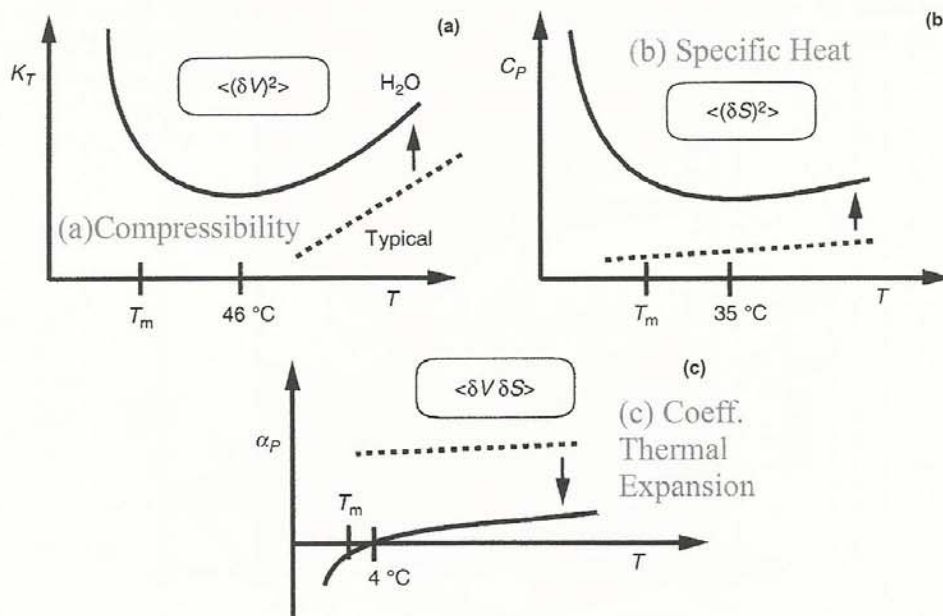 (a)
K_T
<(δV)²>
H₂O
(a)Compressibility
Typical
T_m
46 °C
T
(b)
C_P
(b) Specific Heat
<(δS)²>
T_m
35 °C
T
(c)
<δV δS>
α_P
(c) Coeff.
Thermal
Expansion
T_m
4 °C
T